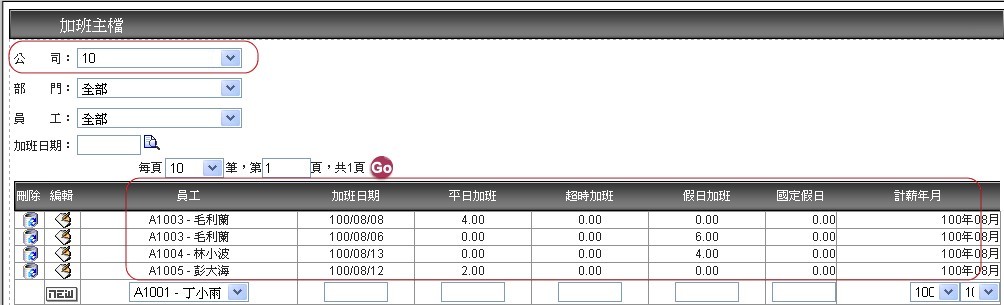 加班主檔
公　　司： 10
部　　門： 全部
員　　工： 全部
加班日期：
每頁 10 筆，第 1 頁，共1頁 Go
刪除 編輯 員工 加班日期 平日加班 超時加班 假日加班 國定假日 計薪年月
A1003 - 毛利蘭 100/08/08 4.00 0.00 0.00 0.00 100年08月
A1003 - 毛利蘭 100/08/06 0.00 0.00 6.00 0.00 100年08月
A1004 - 林小波 100/08/13 0.00 0.00 4.00 0.00 100年08月
A1005 - 彭大海 100/08/12 2.00 0.00 0.00 0.00 100年08月
NEW A1001 - 丁小雨